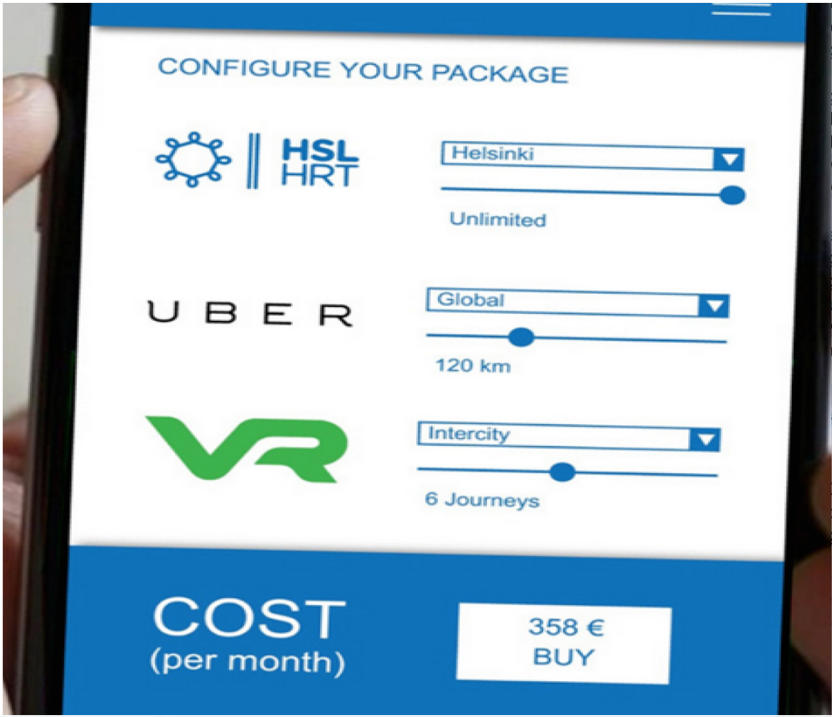 CONFIGURE YOUR PACKAGE
HSL
HRT
Helsinki
Unlimited
UBER
Global
120 km
VR
Intercity
6 Journeys
COST
(per month)
358 €
BUY